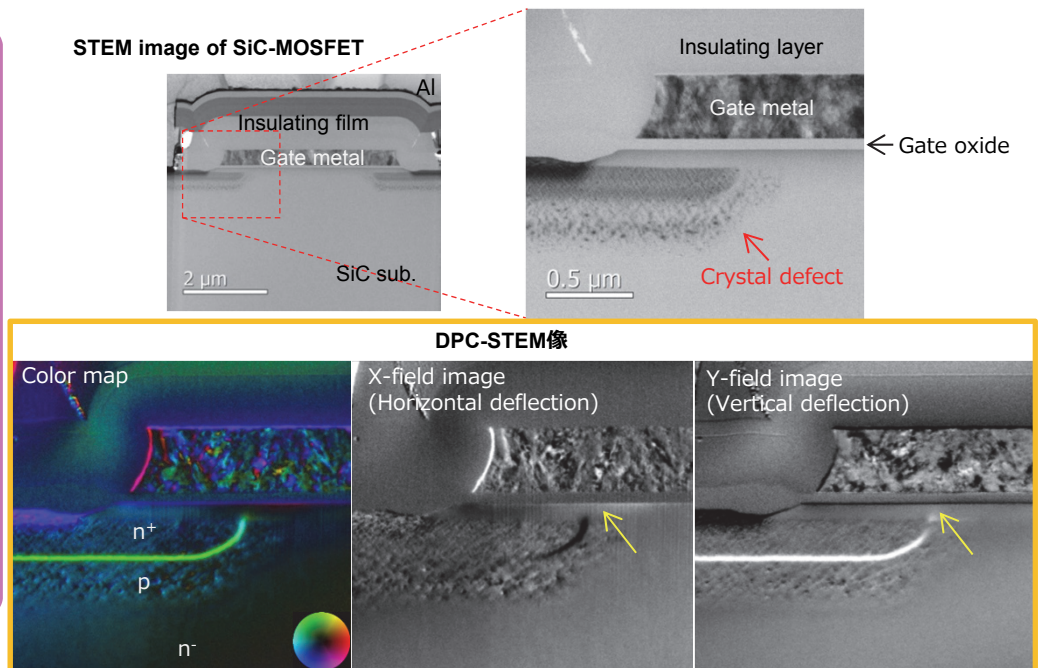 STEM image of SiC-MOSFET
Al
Insulating film
Gate metal
SiC sub.
2 μm
Insulating layer
Gate metal
Gate oxide
Crystal defect
0.5 μm
DPC-STEM像
Color map
n+
p
n-
X-field image
(Horizontal deflection)
Y-field image
(Vertical deflection)